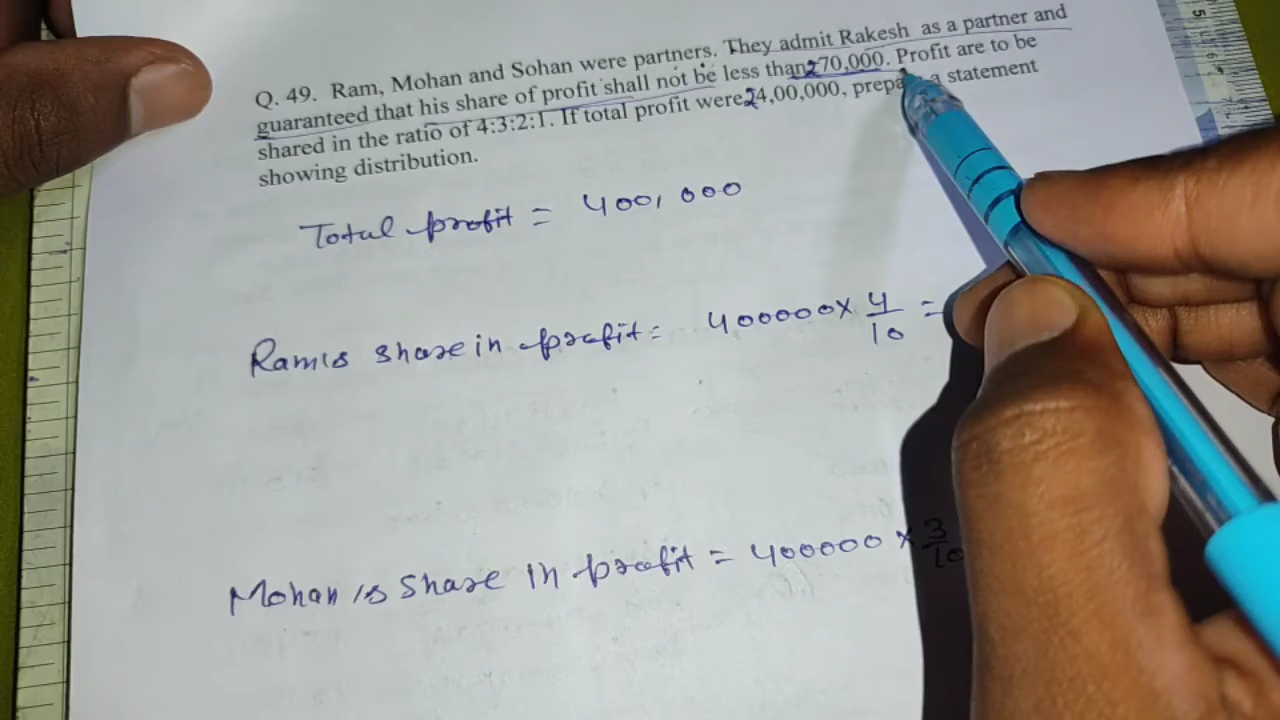 Q. 49. Ram, Mohan and Sohan were partners. They admit Rakesh as a partner and
guaranteed that his share of profit shall not be less than ₹70,000. Profit are to be
shared in the ratio of 4:3:2:1. If total profit were ₹4,00,000, a statement
showing distribution.
Total profit = 400,000
Ram's share in profit = 400000 × 4/10 =
Mohan's Share in profit = 400000 × 3/10